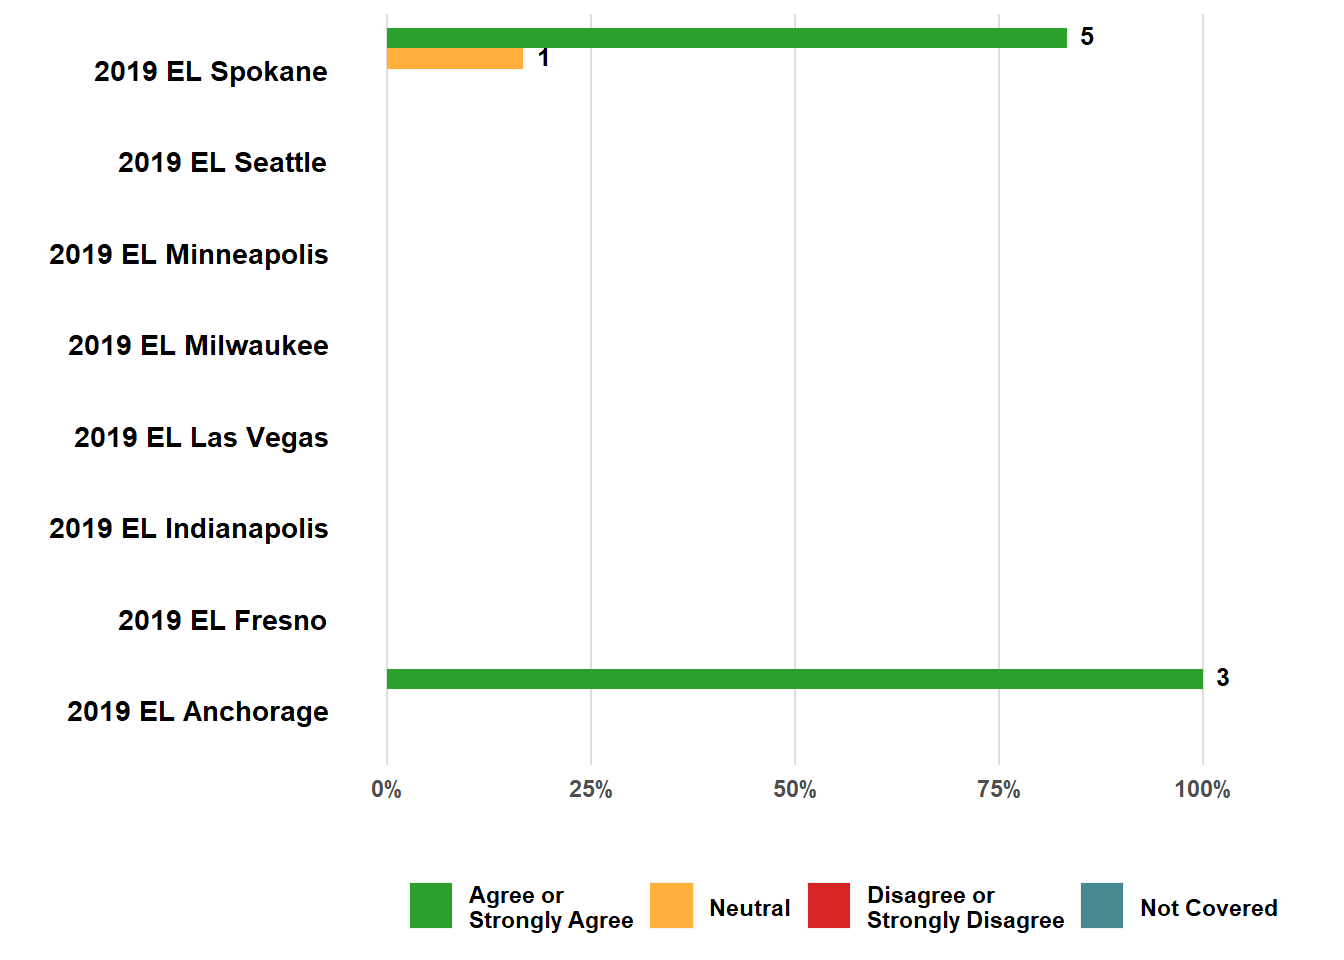 5
1
2019 EL Spokane
2019 EL Seattle
2019 EL Minneapolis
2019 EL Milwaukee
2019 EL Las Vegas
2019 EL Indianapolis
2019 EL Fresno
3
2019 EL Anchorage
0% 25% 50% 75% 100%
Agree or
Strongly Agree
Neutral
Disagree or
Strongly Disagree
Not Covered